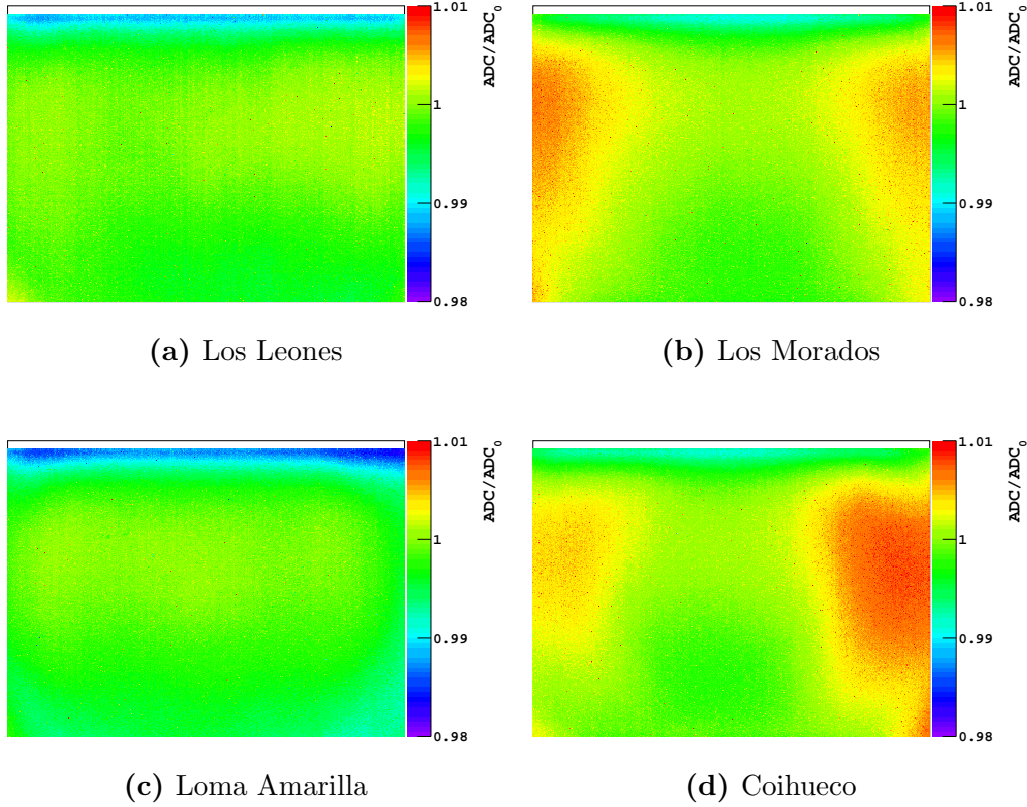 1.01
1
0.99
0.98
ADC/ADC0
1.01
1
0.99
0.98
ADC/ADC0
(a) Los Leones
(b) Los Morados
1.01
1
0.99
0.98
ADC/ADC0
1.01
1
0.99
0.98
ADC/ADC0
(c) Loma Amarilla
(d) Coihueco